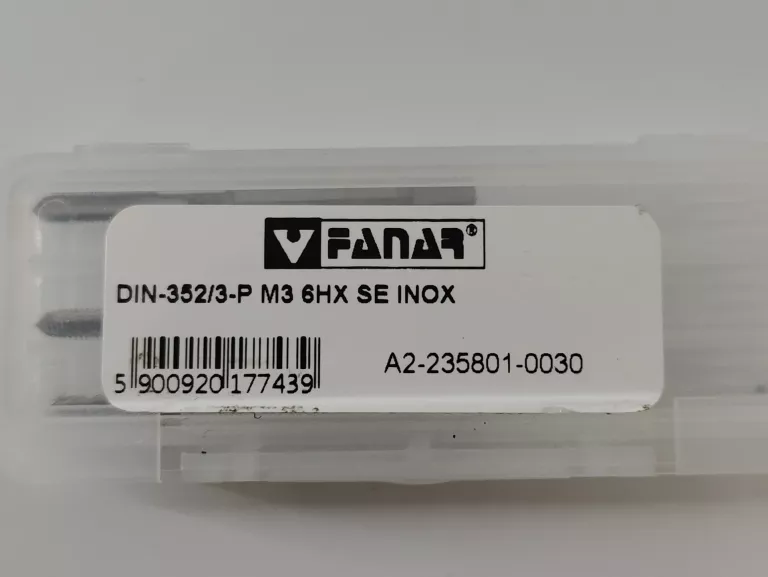 FANAR®
DIN-352/3-P M3 6HX SE INOX
5 900920 177439
A2-235801-0030